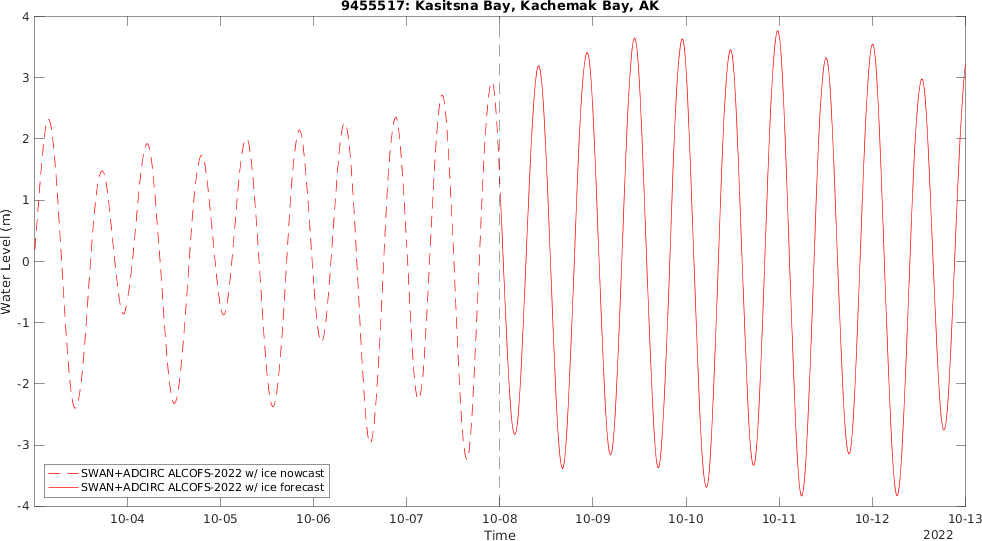 9455517: Kasitsna Bay, Kachemak Bay, AK
Water Level (m)
4
3
2
1
0
-1
-2
-3
-4
SWAN+ADCIRC ALCOFS-2022 w/ ice nowcast
SWAN+ADCIRC ALCOFS-2022 w/ ice forecast
10-04 10-05 10-06 10-07 10-08 10-09 10-10 10-11 10-12 10-13
Time
2022